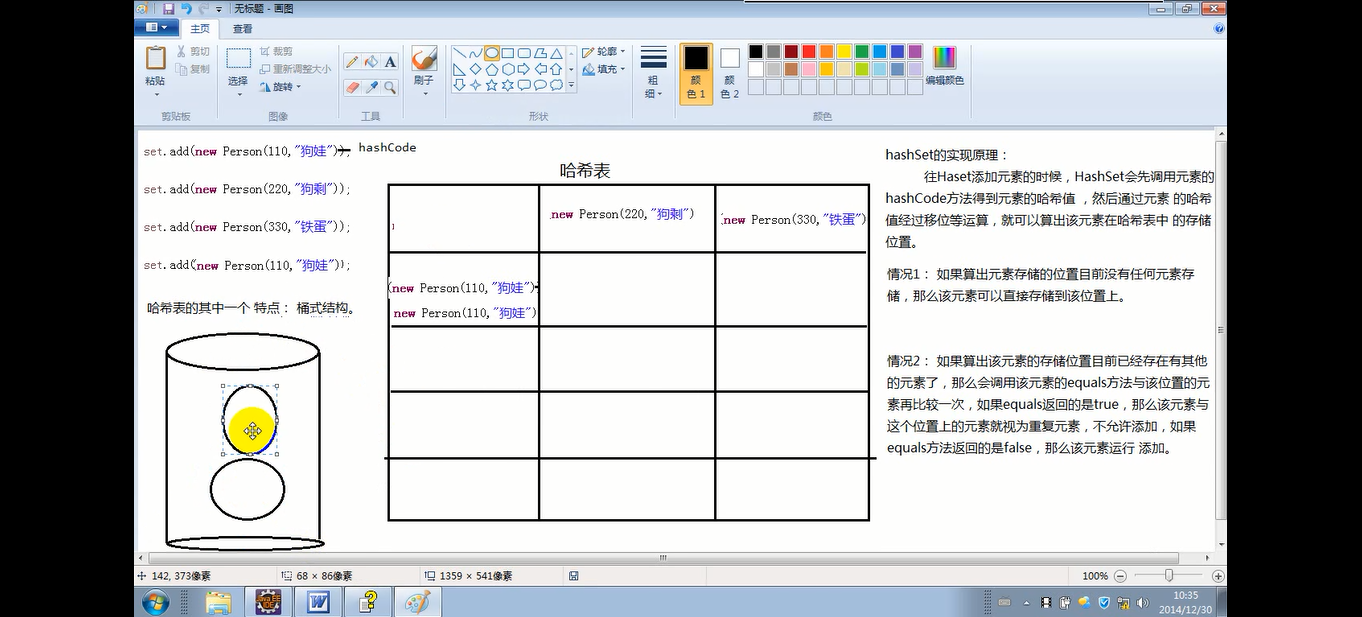 无标题 - 画图
主页
查看
粘贴
剪切
复制
剪贴板
选择
裁剪
重新调整大小
旋转
图像
A
工具
刷子
轮廓
填充
形状
粗
细
颜
色 1
颜
色 2
编辑颜色
颜色
set.add(new Person(110,"狗娃"));
hashCode
set.add(new Person(220,"狗剩"));
set.add(new Person(330,"铁蛋"));
set.add(new Person(110,"狗娃"));
哈希表的其中一个 特点： 桶式结构。
哈希表
new Person(220,"狗剩")
new Person(330,"铁蛋")
(new Person(110,"狗娃")
new Person(110,"狗娃")
hashSet的实现原理：
往Haset添加元素的时候，HashSet会先调用元素的
hashCode方法得到元素的哈希值 ，然后通过元素 的哈希
值经过移位等运算，就可以算出该元素在哈希表中 的存储
位置。
情况1： 如果算出元素存储的位置目前没有任何元素存
储，那么该元素可以直接存储到该位置上。
情况2： 如果算出该元素的存储位置目前已经存在有其他
的元素了，那么会调用该元素的equals方法与该位置的元
素再比较一次，如果equals返回的是true，那么该元素与
这个位置上的元素就视为重复元素，不允许添加，如果
equals方法返回的是false，那么该元素运行 添加。
142, 373像素
68 × 86像素
1359 × 541像素
100%
Java EE
IDE
W
10:35
2014/12/30